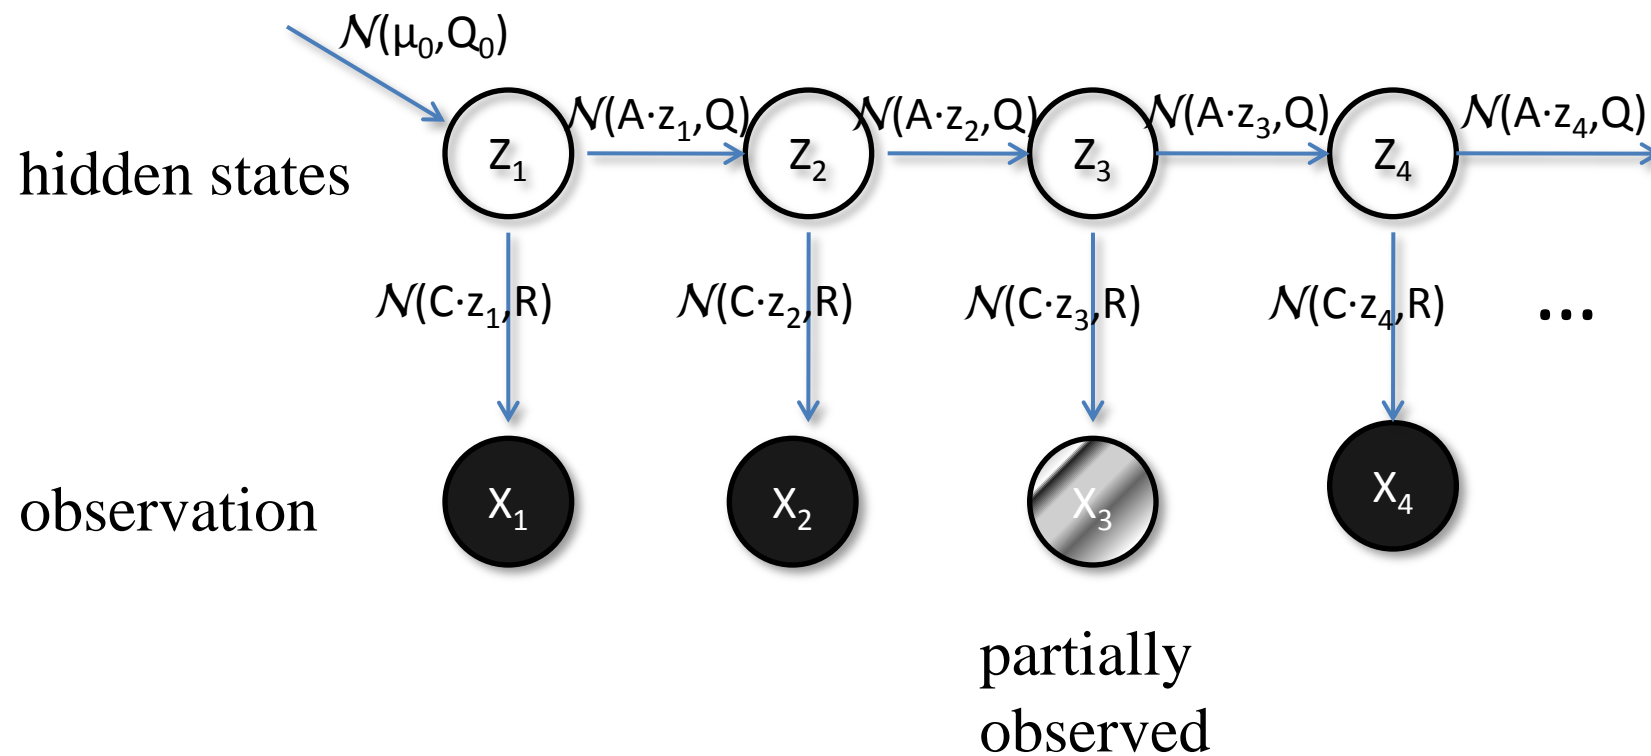 𝒩(μ₀,Q₀)
𝒩(A·z₁,Q) 𝒩(A·z₂,Q) 𝒩(A·z₃,Q) 𝒩(A·z₄,Q)
hidden states Z₁ Z₂ Z₃ Z₄
𝒩(C·z₁,R) 𝒩(C·z₂,R) 𝒩(C·z₃,R) 𝒩(C·z₄,R) ...
observation X₁ X₂ X₃ X₄
partially
observed